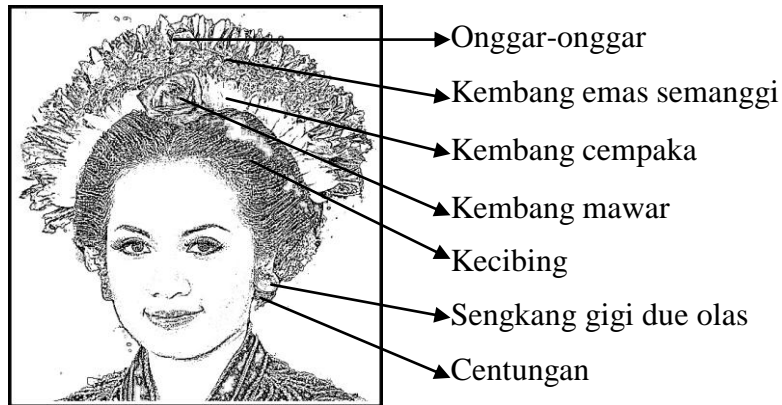 Onggar-onggar
Kembang emas semanggi
Kembang cempaka
Kembang mawar
Kecibing
Sengkang gigi due olas
Centungan